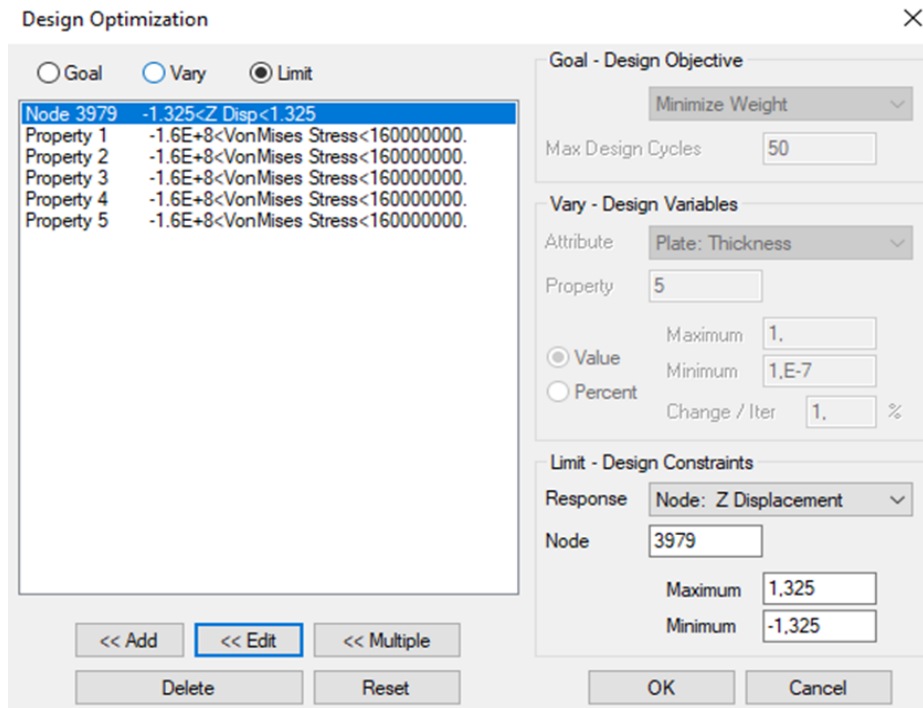 Design Optimization
Goal Vary Limit
Node 3979 -1.325<Z Disp<1.325
Property 1 -1.6E+8<VonMises Stress<160000000.
Property 2 -1.6E+8<VonMises Stress<160000000.
Property 3 -1.6E+8<VonMises Stress<160000000.
Property 4 -1.6E+8<VonMises Stress<160000000.
Property 5 -1.6E+8<VonMises Stress<160000000.
<< Add << Edit << Multiple
Delete Reset
Goal - Design Objective
Minimize Weight
Max Design Cycles 50
Vary - Design Variables
Attribute Plate: Thickness
Property 5
Value
Percent
Maximum 1,
Minimum 1,E-7
Change / Iter 1, %
Limit - Design Constraints
Response Node: Z Displacement
Node 3979
Maximum 1,325
Minimum -1,325
OK Cancel